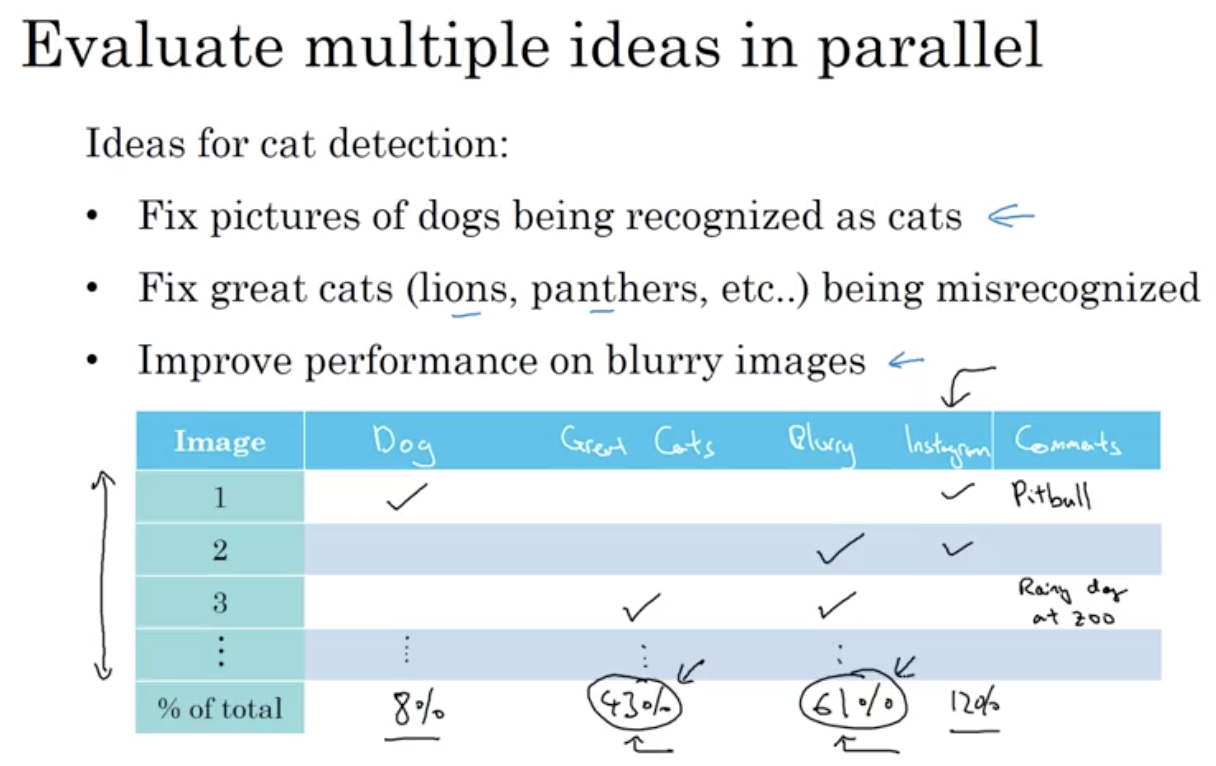 Evaluate multiple ideas in parallel
Ideas for cat detection:
• Fix pictures of dogs being recognized as cats
• Fix great cats (lions, panthers, etc..) being misrecognized
• Improve performance on blurry images
Image Dog Great Cats Blurry Instagram Comments
1 ✓ ✓ Pitbull
2 ✓ ✓
3 ✓ ✓ Rainy day at zoo
⋮ ⋮ ⋮ ⋮
% of total 8% 43% 61% 12%